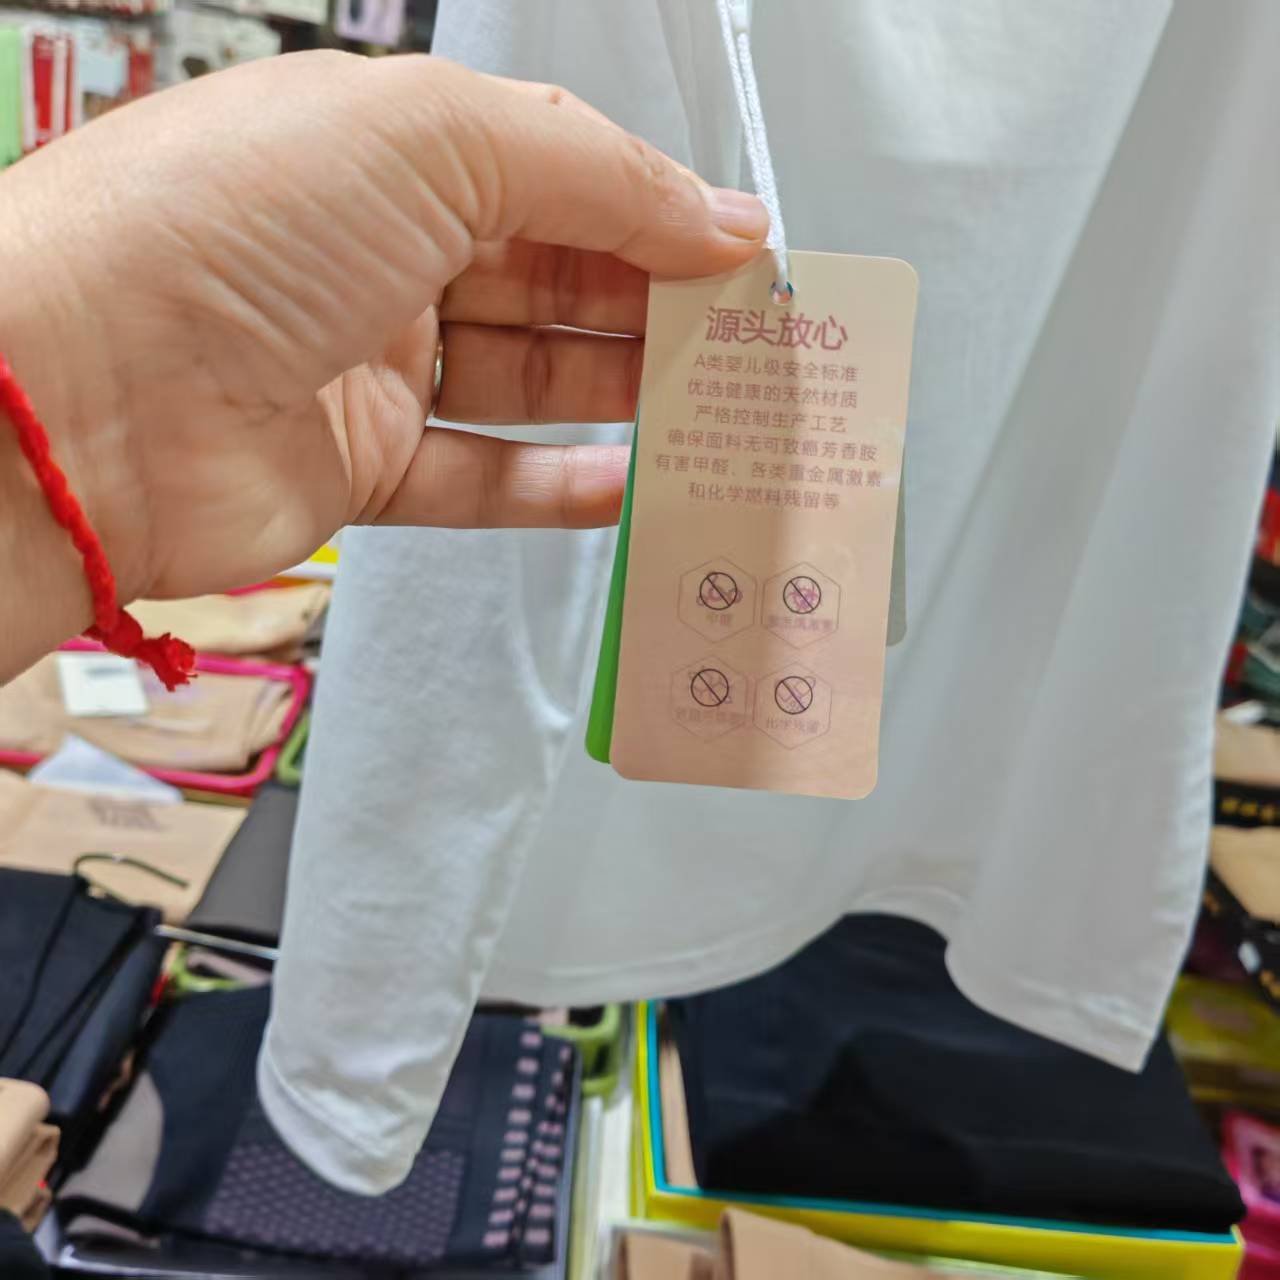 源头放心
A类婴儿级安全标准
优选健康的天然材质
严格控制生产工艺
确保面料无可致癌芳香胺
有害甲醛、各类重金属激素
和化学燃料残留等
甲醛
化学残留